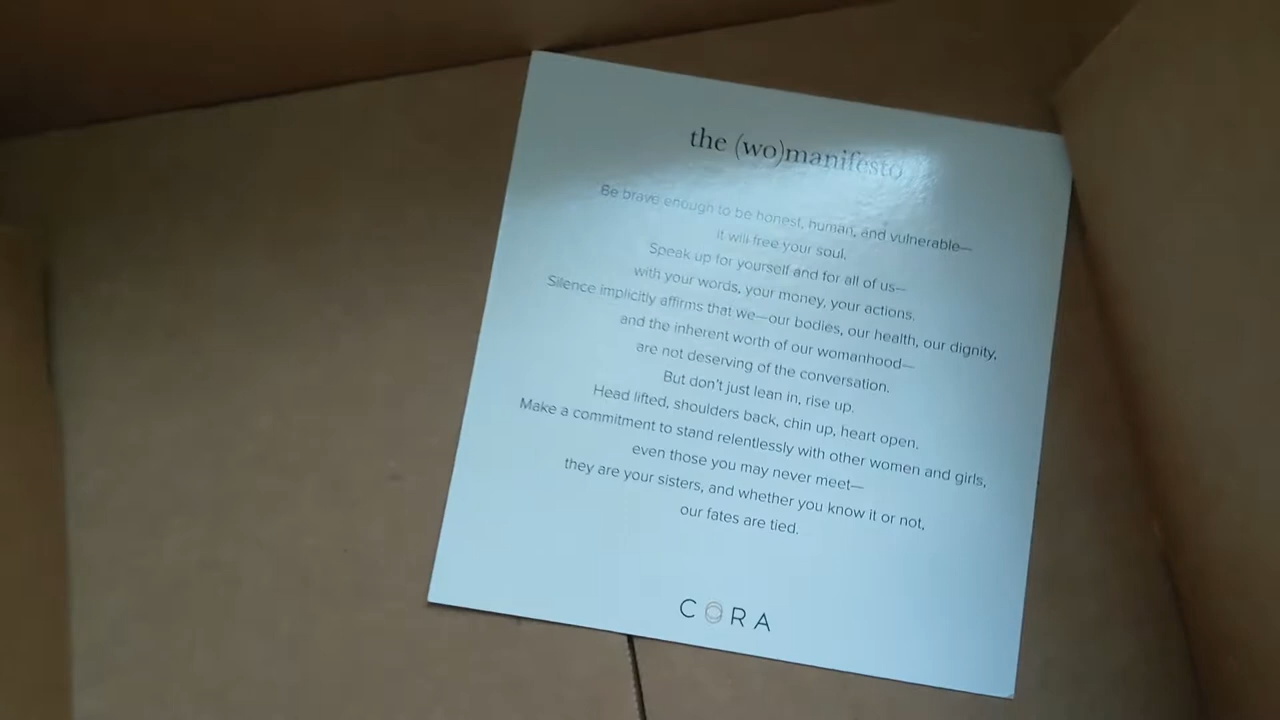 the (wo)manifesto
Be brave enough to be honest, human, and vulnerable—
it will free your soul.
Speak up for yourself and for all of us—
with your words, your money, your actions.
Silence implicitly affirms that we—our bodies, our health, our dignity,
and the inherent worth of our womanhood—
are not deserving of the conversation.
But don't just lean in, rise up.
Head lifted, shoulders back, chin up, heart open.
Make a commitment to stand relentlessly with other women and girls,
even those you may never meet—
they are your sisters, and whether you know it or not,
our fates are tied.
CORA